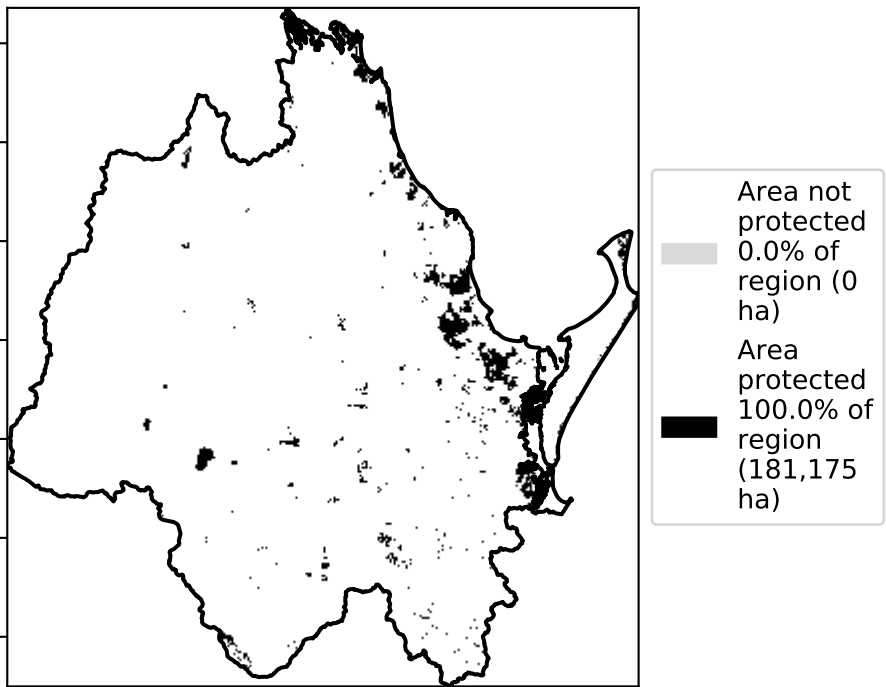 Area not
protected
0.0% of
region (0
ha)
Area
protected
100.0% of
region
(181,175
ha)